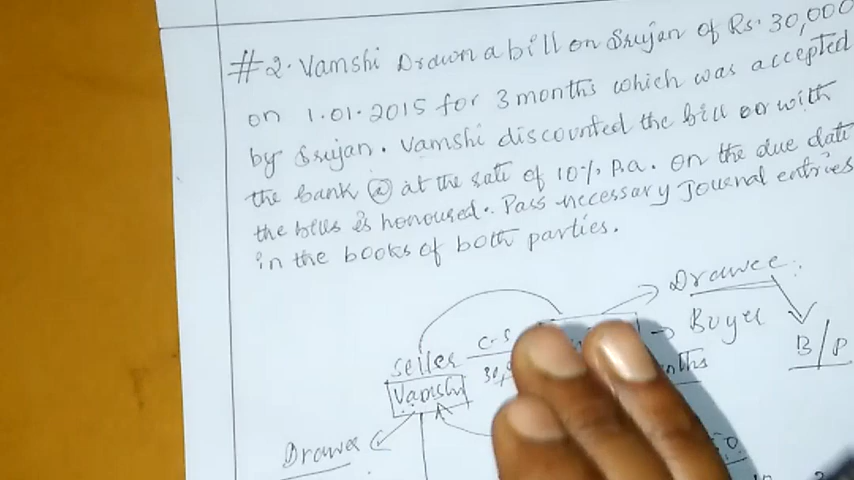 #2. Vamshi Drawn a bill on Srujan of Rs. 30,000
on 1.01.2015 for 3 months which was accepted
by Srujan. Vamshi discounted the bill with
the bank @ at the rate of 10% P.a. on the due date
the bills is honoured. Pass necessary Journal entries
in the books of both parties.
Drawee
Buyer
B/P
C.S
seller
30,
nths
Vamshi
Drawer